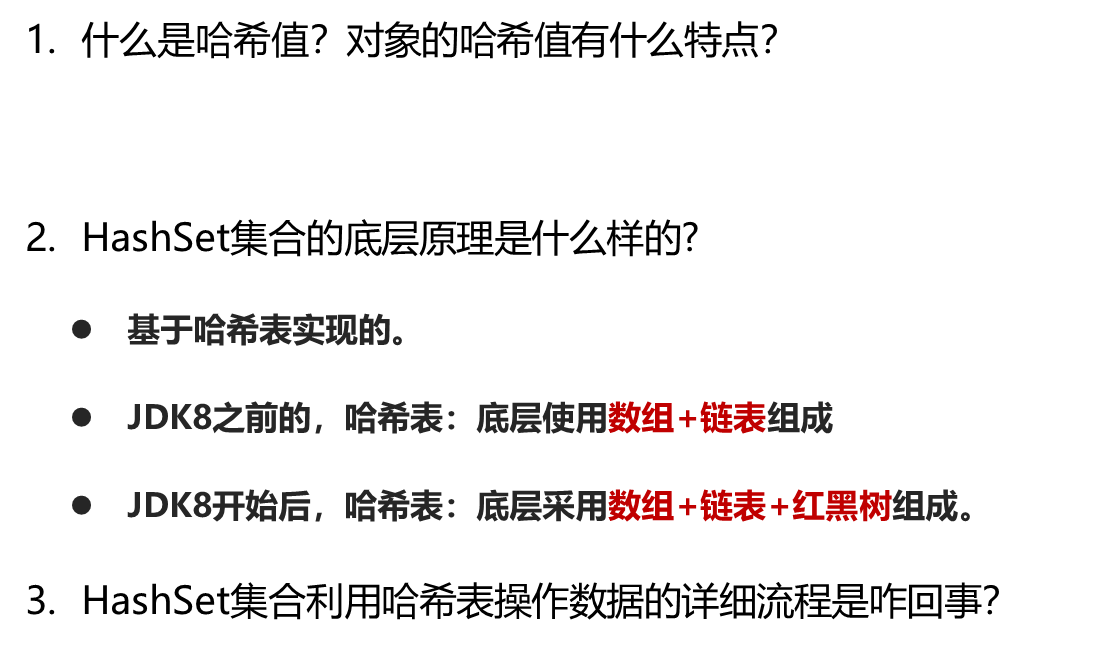 1. 什么是哈希值？对象的哈希值有什么特点？
2. HashSet集合的底层原理是什么样的?
● 基于哈希表实现的。
● JDK8之前的，哈希表：底层使用数组+链表组成
● JDK8开始后，哈希表：底层采用数组+链表+红黑树组成。
3. HashSet集合利用哈希表操作数据的详细流程是咋回事？